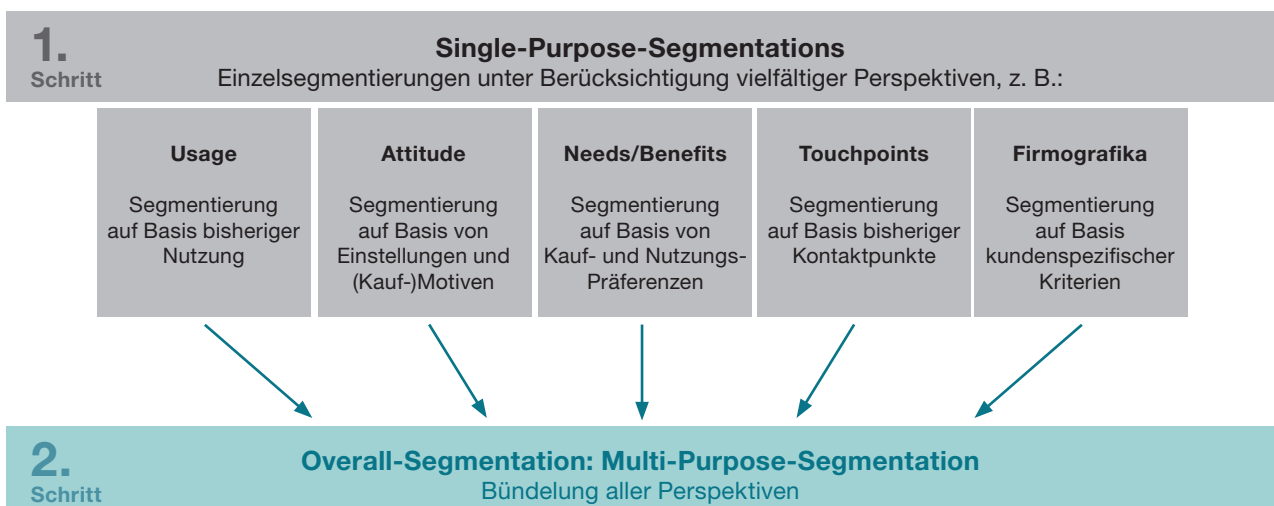 1.
Schritt
Single-Purpose-Segmentations
Einzelsegmentierungen unter Berücksichtigung vielfältiger Perspektiven, z. B.:
Usage
Segmentierung
auf Basis bisheriger
Nutzung
Attitude
Segmentierung
auf Basis von
Einstellungen und
(Kauf-)Motiven
Needs/Benefits
Segmentierung
auf Basis von
Kauf- und Nutzungs-
Präferenzen
Touchpoints
Segmentierung
auf Basis bisheriger
Kontaktpunkte
Firmografika
Segmentierung
auf Basis
kundenspezifischer
Kriterien
2.
Schritt
Overall-Segmentation: Multi-Purpose-Segmentation
Bündelung aller Perspektiven